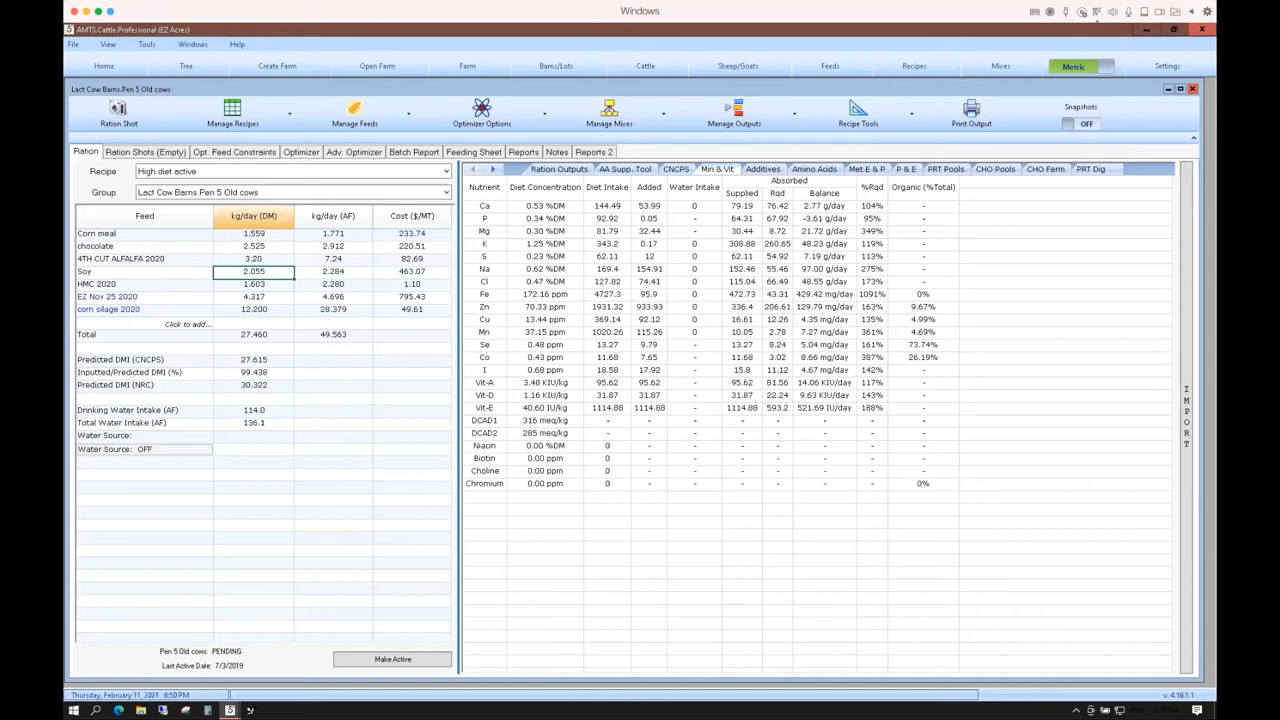 Windows
AMTS.Cattle.Professional (EZ Acres)
File View Tools Windows Help
Home Tree Create Farm Open Farm Farm Barns/Lots Cattle Sheep/Goats Feeds Recipes Mixes Metric Settings
Lact Cow Barns.Pen 5 Old cows
Ration Shot Manage Recipes Manage Feeds Optimizer Options Manage Mixes Manage Outputs Recipe Tools Print Output Snapshots OFF
Ration Ration Shots (Empty) Opt. Feed Constraints Optimizer Adv. Optimizer Batch Report Feeding Sheet Reports Notes Reports 2
Recipe High diet active
Group Lact Cow Barns.Pen 5 Old cows
Feed kg/day (DM) kg/day (AF) Cost ($/MT)
Corn meal 1.559 1.771 233.74
chocolate 2.525 2.912 220.51
4TH CUT ALFALFA 2020 3.20 7.24 82.69
Soy 2.055 2.284 463.07
HMC 2020 1.603 2.280 1.10
EZ Nov 25 2020 4.317 4.696 795.43
corn silage 2020 12.200 28.379 49.61
Click to add...
Total 27.460 49.563
Predicted DMI (CNCPS) 27.615
Inputted/Predicted DMI (%) 99.438
Predicted DMI (NRC) 30.322
Drinking Water Intake (AF) 114.0
Total Water Intake (AF) 136.1
Water Source:
Water Source: OFF
Pen 5 Old cows: PENDING
Last Active Date: 7/3/2019
Make Active
Ration Outputs AA Supp. Tool CNCPS Min & Vit Additives Amino Acids Met E & P P & E PRT Pools CHO Pools CHO Ferm PRT Dig
Absorbed
Nutrient Diet Concentration Diet Intake Added Water Intake Supplied Rqd Balance %Rqd Organic (%Total)
Ca 0.53 %DM 144.49 53.99 0 79.19 76.42 2.77 g/day 104% -
P 0.34 %DM 92.92 0.05 - 64.31 67.92 -3.61 g/day 95% -
Mg 0.30 %DM 81.79 32.44 - 30.44 8.72 21.72 g/day 349% -
K 1.25 %DM 343.2 0.17 0 308.88 260.65 48.23 g/day 119% -
S 0.23 %DM 62.11 12 0 62.11 54.92 7.19 g/day 113% -
Na 0.62 %DM 169.4 154.91 0 152.46 55.46 97.00 g/day 275% -
Cl 0.47 %DM 127.82 74.41 0 115.04 66.49 48.55 g/day 173% -
Fe 172.16 ppm 4727.3 95.9 0 472.73 43.31 429.42 mg/day 1091% 0%
Zn 70.33 ppm 1931.32 933.93 0 336.4 206.61 129.79 mg/day 163% 9.67%
Cu 13.44 ppm 369.14 92.12 0 16.61 12.26 4.35 mg/day 135% 4.99%
Mn 37.15 ppm 1020.26 115.26 0 10.05 2.78 7.27 mg/day 361% 4.69%
Se 0.48 ppm 13.27 9.79 - 13.27 8.24 5.04 mg/day 161% 73.74%
Co 0.43 ppm 11.68 7.65 - 11.68 3.02 8.66 mg/day 387% 26.19%
I 0.68 ppm 18.58 17.92 - 15.8 11.12 4.67 mg/day 142% -
Vit-A 3.48 KIU/kg 95.62 95.62 - 95.62 81.56 14.06 KIU/day 117% -
Vit-D 1.16 KIU/kg 31.87 31.87 - 31.87 22.24 9.63 KIU/day 143% -
Vit-E 40.60 IU/kg 1114.88 1114.88 - 1114.88 593.2 521.69 IU/day 188% -
DCAD1 316 meq/kg - - - - - - - -
DCAD2 285 meq/kg - - - - - - - -
Niacin 0.00 %DM 0 - - - - - - -
Biotin 0.00 ppm 0 - - - - - - -
Choline 0.00 ppm 0 - - - - - - -
Chromium 0.00 ppm 0 - - - - - - 0%
IMPORT
Thursday, February 11, 2021 6:50 PM
v. 4.16.1.1